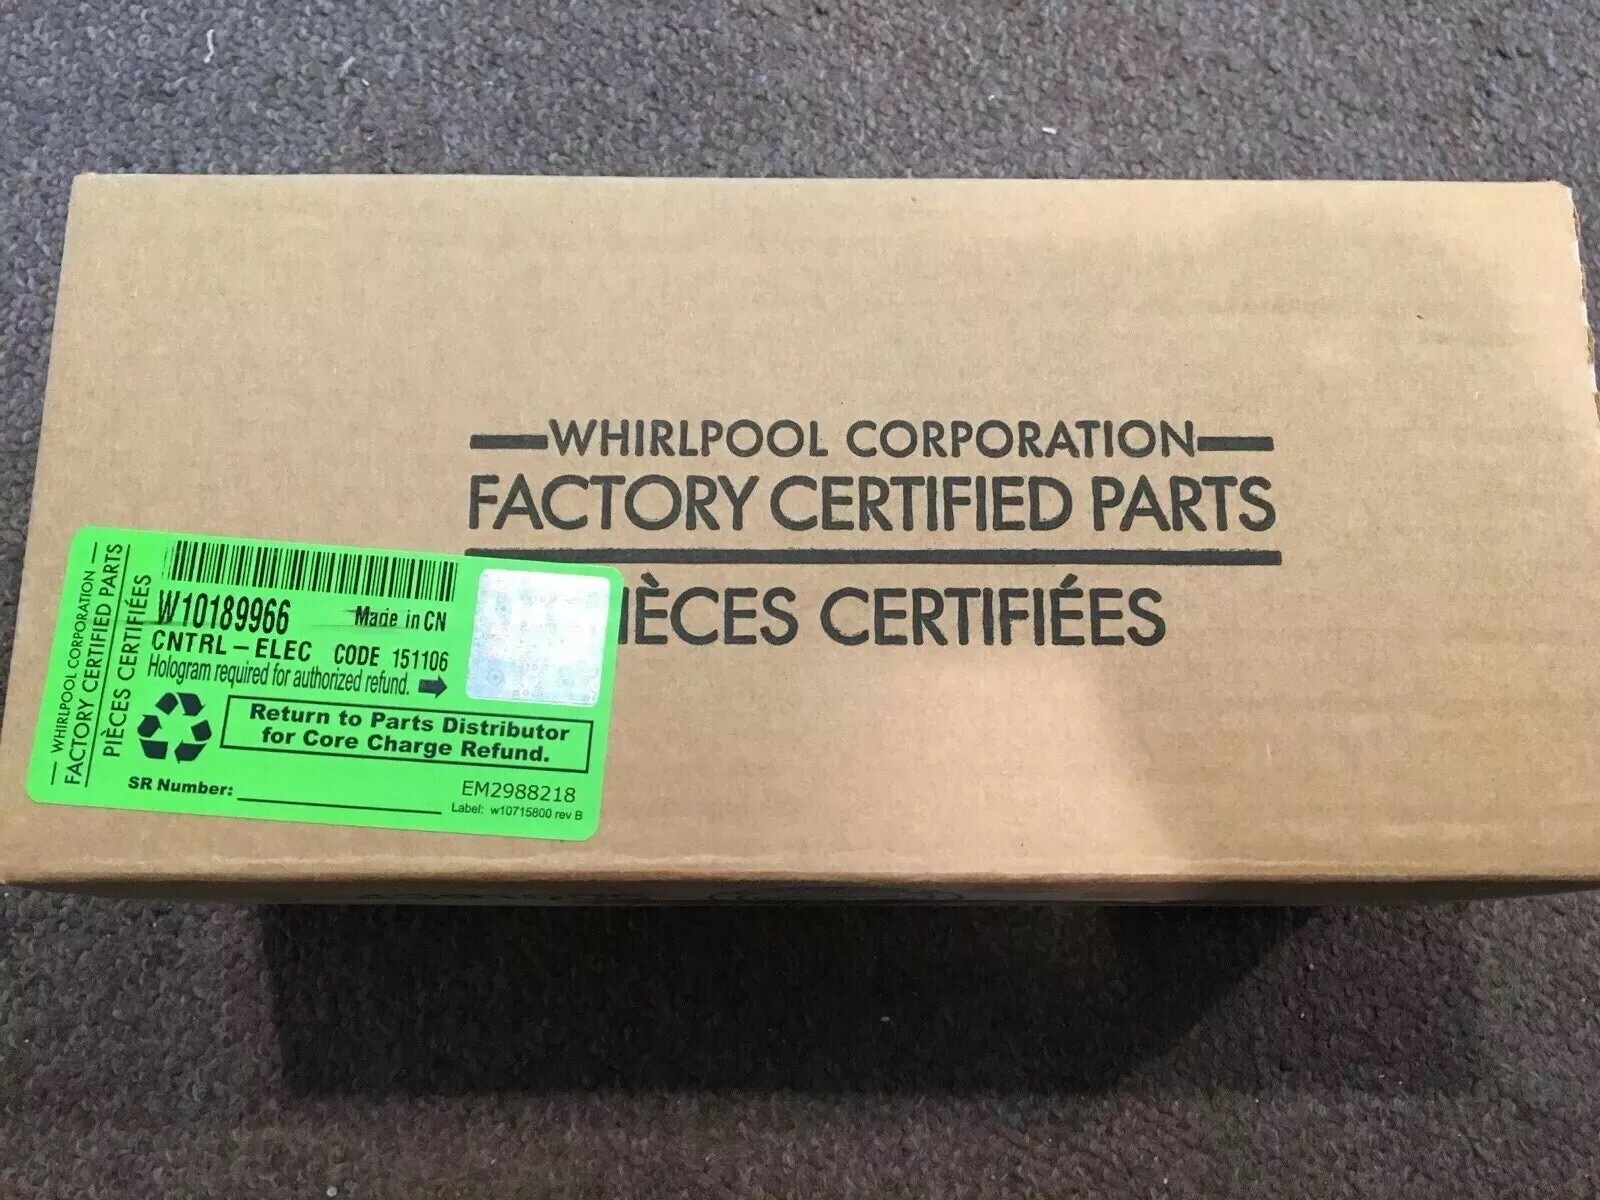 WHIRLPOOL CORPORATION
FACTORY CERTIFIED PARTS
IÈCES CERTIFIÉES
WHIRLPOOL CORPORATION
FACTORY CERTIFIED PARTS
PIÈCES CERTIFIÉES
W10189966 Made in CN
CNTRL-ELEC CODE 151106
Hologram required for authorized refund.
Return to Parts Distributor
for Core Charge Refund.
SR Number:
EM2988218
Label: w10715800 rev B